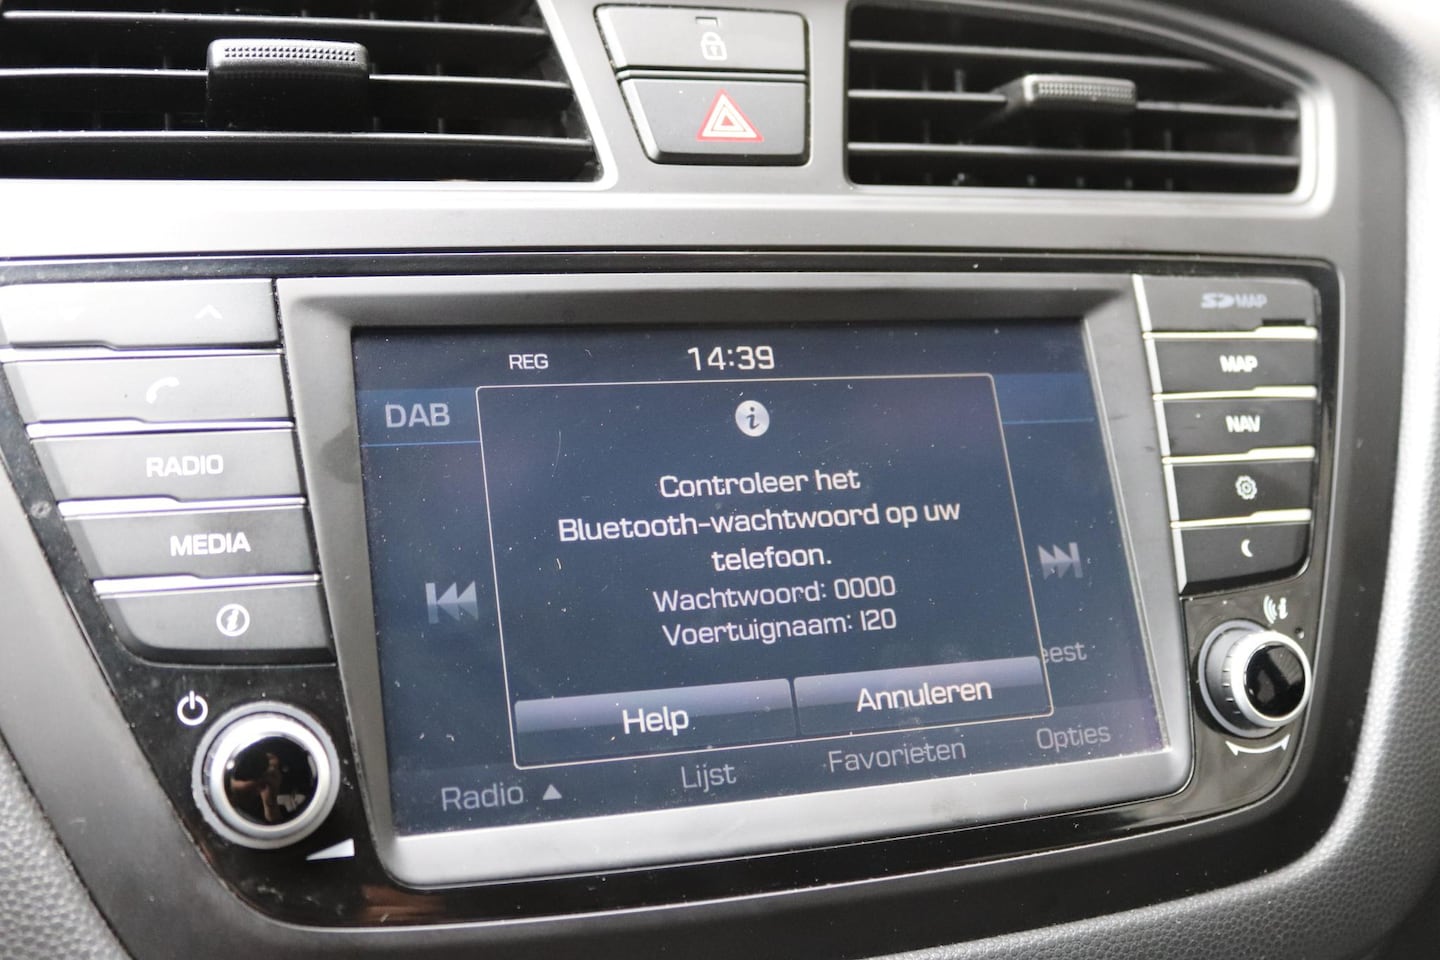 REG 14:39
DAB
Controleer het
Bluetooth-wachtwoord op uw
telefoon.
Wachtwoord: 0000
Voertuignaam: I20
Help Annuleren
eest
Radio ▲ Lijst Favorieten Opties
RADIO
MEDIA
SD MAP
MAP
NAV